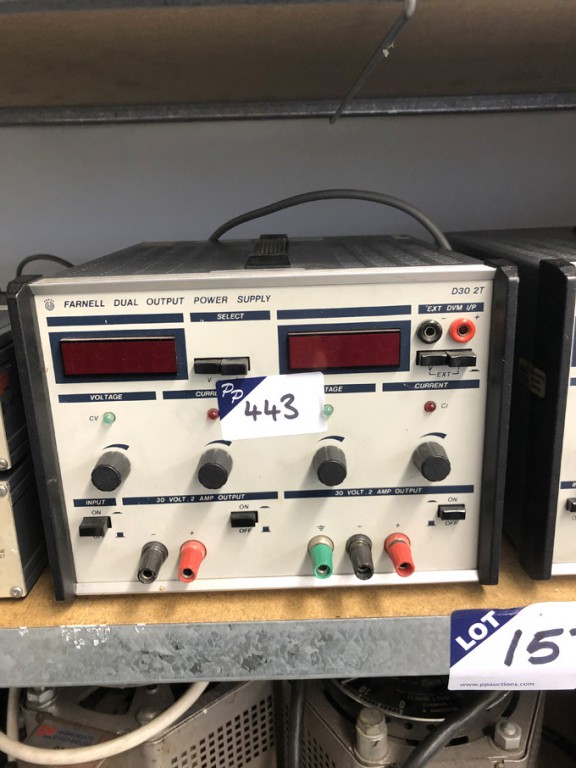 FARNELL DUAL OUTPUT POWER SUPPLY
D30 2T
SELECT
EXT DVM I/P
- +
V
EXT
PP 443
VOLTAGE
CURRENT
CV
CI
INPUT
ON
30 VOLT. 2 AMP OUTPUT
30 VOLT. 2 AMP OUTPUT
ON
OFF
ON
OFF
- +
- +
LOT
www.ppauctions.com